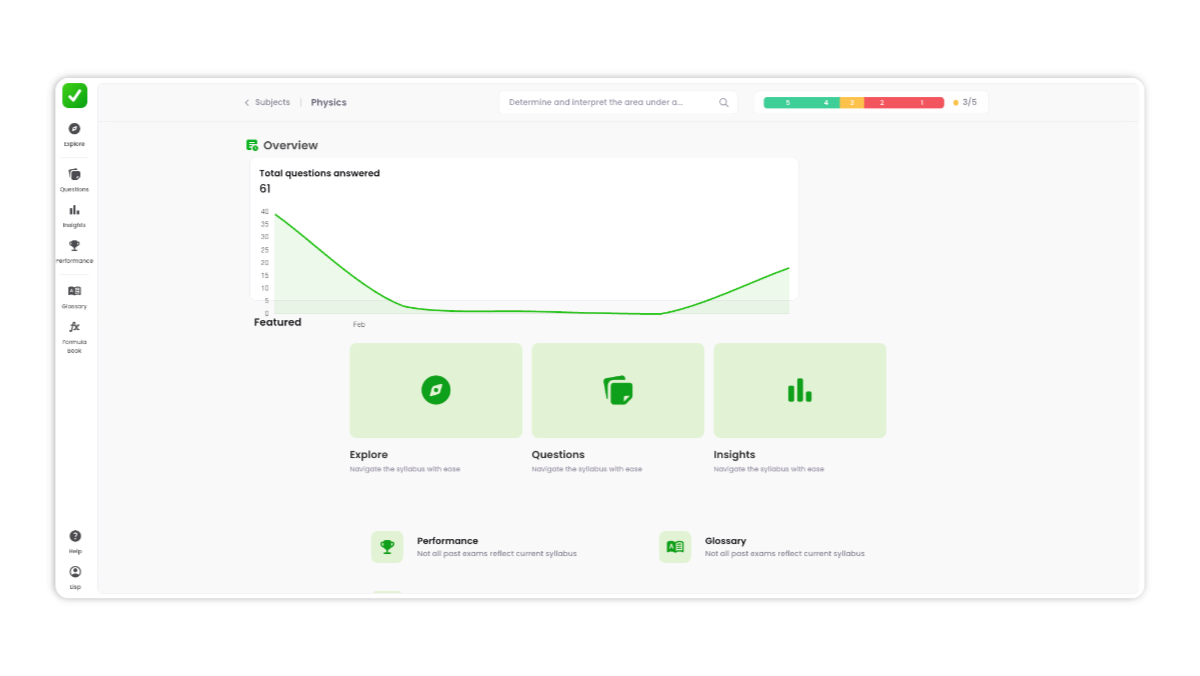 Subjects | Physics
Determine and interpret the area under a...
5 4 3 2 1
3/5
Explore
Questions
Insights
Performance
Glossary
Formula
Book
Help
Overview
Total questions answered
61
40
35
30
25
20
15
10
5
0
Feb
Featured
Explore
Navigate the syllabus with ease
Questions
Navigate the syllabus with ease
Insights
Navigate the syllabus with ease
Performance
Not all past exams reflect current syllabus
Glossary
Not all past exams reflect current syllabus